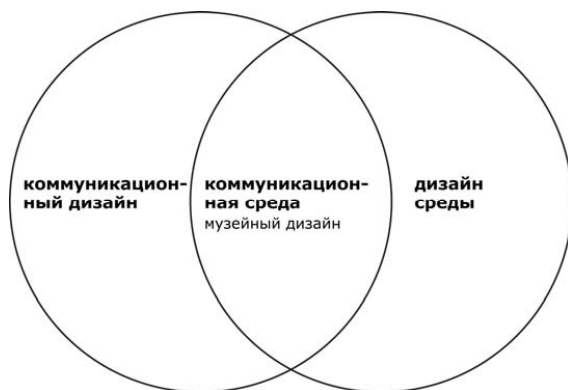 коммуникацион-
ный дизайн
коммуникацион-
ная среда
музейный дизайн
дизайн
среды